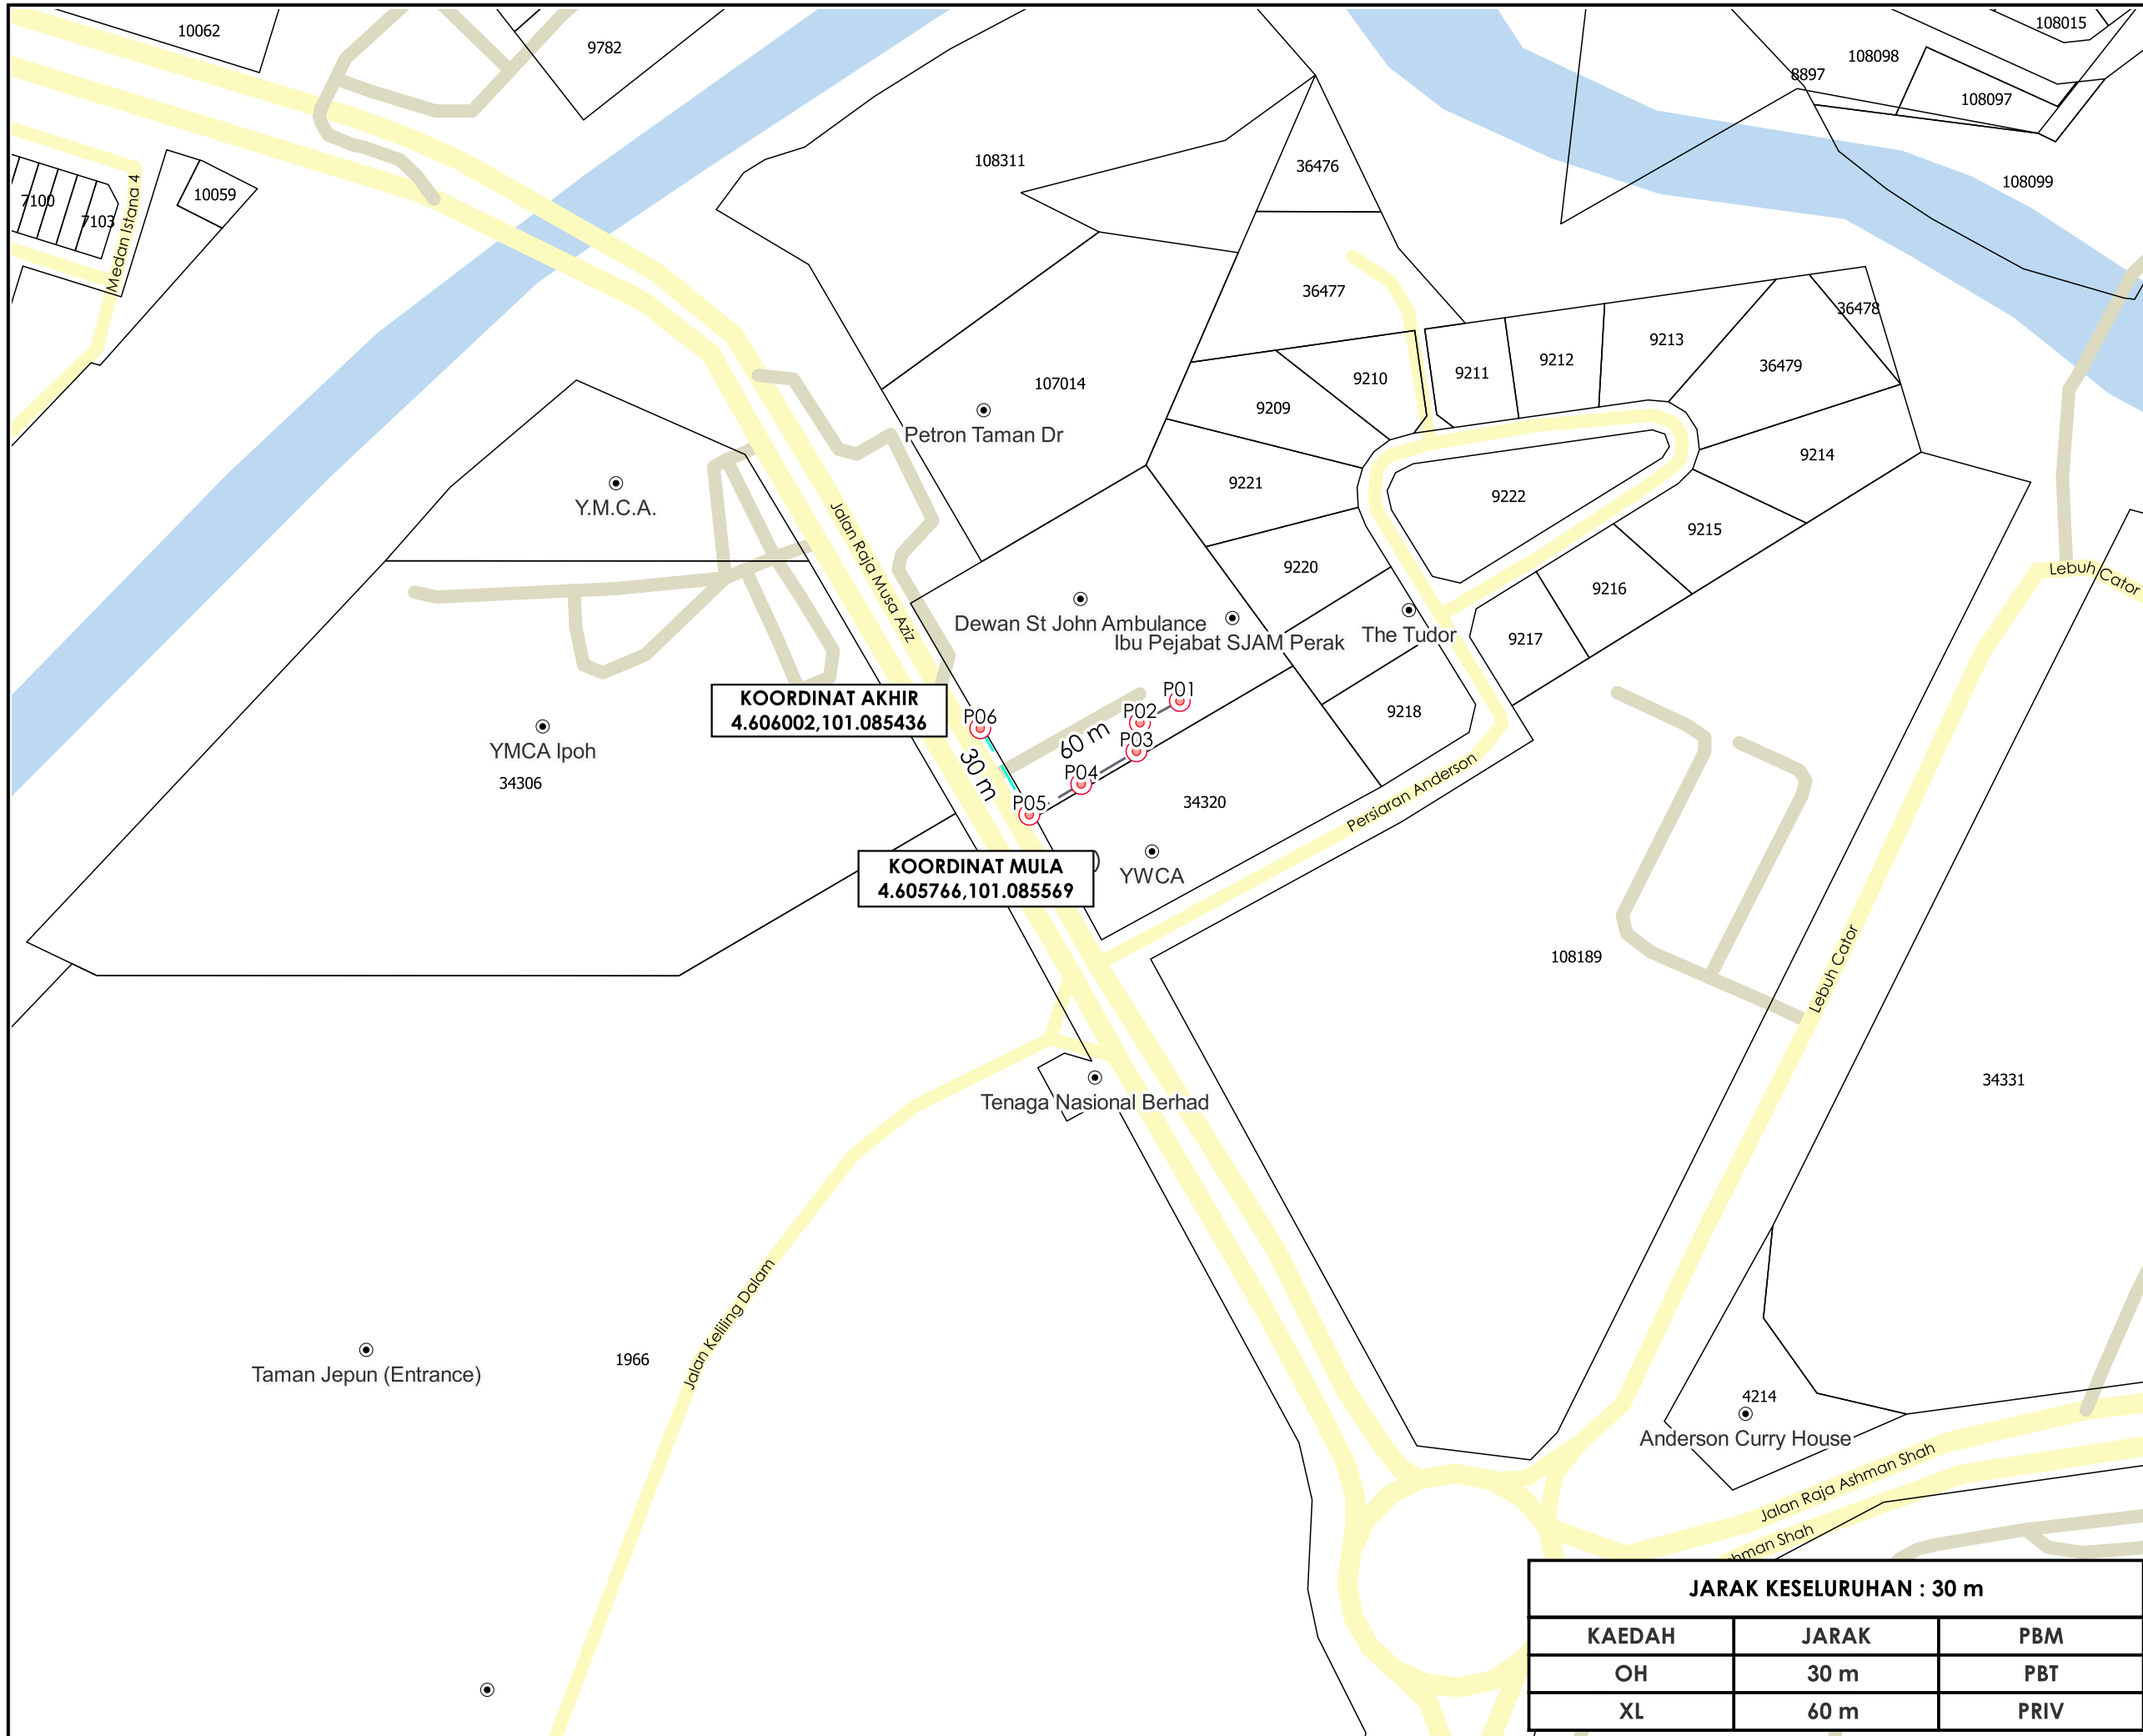 10062
9782
108015
108098
8897
108097
108311
36476
7100
7103
10059
Medan Istana 4
108099
36477
36478
9213
9212
9211
9210
36479
107014
9209
Petron Taman Dr
9214
9221
Y.M.C.A.
9222
9215
Jalan Raja Musa Aziz
9220
Lebuh Cator
9216
Dewan St John Ambulance
Ibu Pejabat SJAM Perak
The Tudor
9217
KOORDINAT AKHIR
4.606002,101.085436
P01
P02
P06
P03
60 m
9218
YMCA Ipoh
34306
30 m
P04
P05
34320
Persiaran Anderson
KOORDINAT MULA
4.605766,101.085569
YWCA
108189
Lebuh Cator
34331
Tenaga Nasional Berhad
Jalan Keliling Dalam
1966
Taman Jepun (Entrance)
4214
Anderson Curry House
Jalan Raja Ashman Shah
hman Shah
JARAK KESELURUHAN : 30 m
KAEDAH JARAK PBM
OH 30 m PBT
XL 60 m PRIV